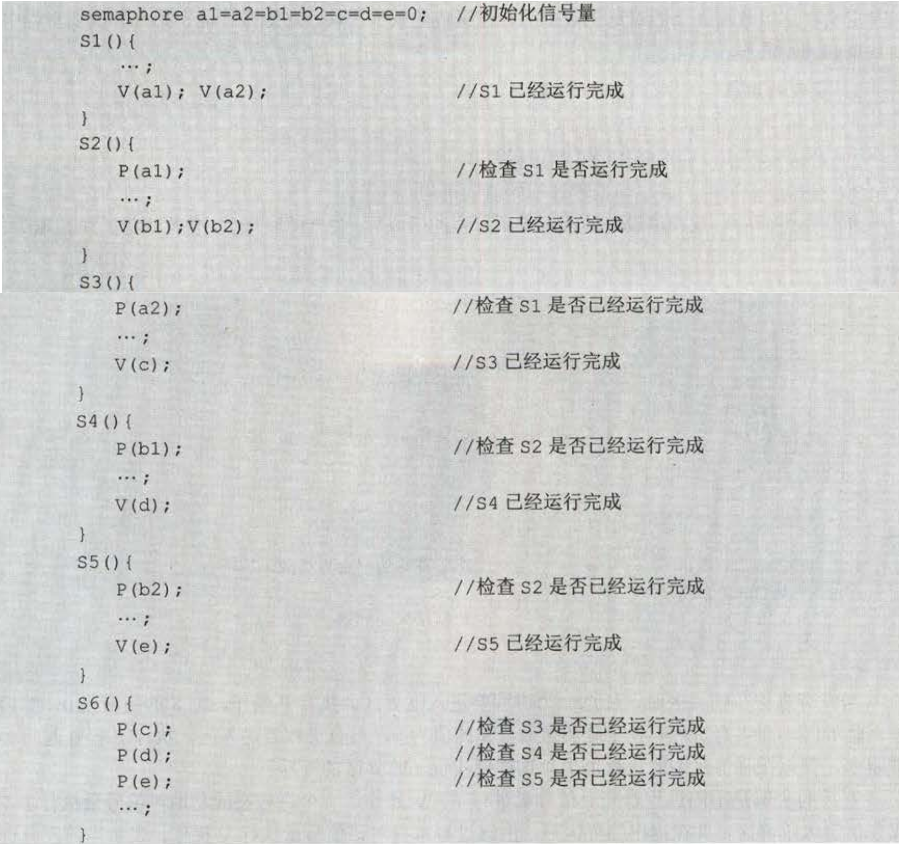 semaphore a1=a2=b1=b2=c=d=e=0; //初始化信号量
S1(){
…;
V(a1); V(a2); //S1 已经运行完成
}
S2(){
P(a1); //检查 S1 是否运行完成
…;
V(b1);V(b2); //S2 已经运行完成
}
S3(){
P(a2); //检查 S1 是否已经运行完成
…;
V(c); //S3 已经运行完成
}
S4(){
P(b1); //检查 S2 是否已经运行完成
…;
V(d); //S4 已经运行完成
}
S5(){
P(b2); //检查 S2 是否已经运行完成
…;
V(e); //S5 已经运行完成
}
S6(){
P(c); //检查 S3 是否已经运行完成
P(d); //检查 S4 是否已经运行完成
P(e); //检查 S5 是否已经运行完成
…;
}